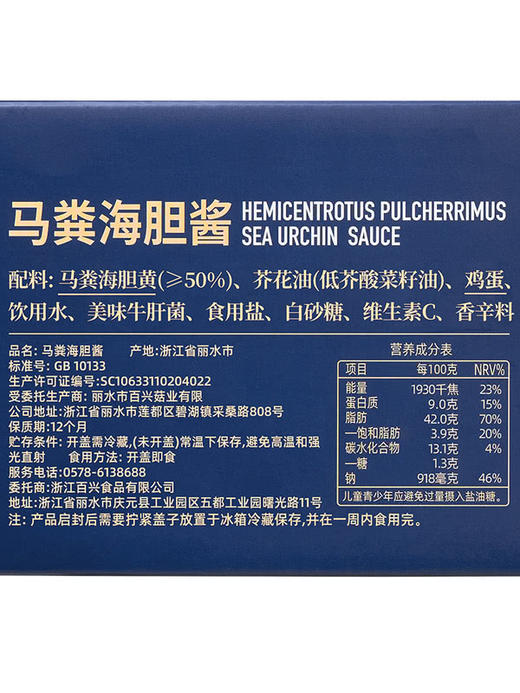 马粪海胆酱
HEMICENTROTUS PULCHERRIMUS
SEA URCHIN SAUCE
配料：马粪海胆黄(≥50%)、芥花油(低芥酸菜籽油)、鸡蛋、
饮用水、美味牛肝菌、食用盐、白砂糖、维生素C、香辛料
品名：马粪海胆酱 产地:浙江省丽水市
标准号：GB 10133
生产许可证编号：SC10633110204022
受委托生产商：丽水市百兴菇业有限
公司地址：浙江省丽水市莲都区碧湖镇采桑路808号
保质期：12个月
贮存条件：开盖需冷藏,(未开盖)常温下保存,避免高温和强
光直射 食用方法：开盖即食
服务电话：0578-6138688
委托商：浙江百兴食品有限公司
地址：浙江省丽水市庆元县工业园区五都工业园曙光路11号
注：产品启封后需要拧紧盖子放置于冰箱冷藏保存,并在一周内食用完。
营养成分表
项目 每100克 NRV%
能量 1930千焦 23%
蛋白质 9.0克 15%
脂肪 42.0克 70%
一饱和脂肪 3.9克 20%
碳水化合物 13.1克 4%
一糖 1.3克
钠 918毫克 46%
儿童青少年应避免过量摄入盐油糖。